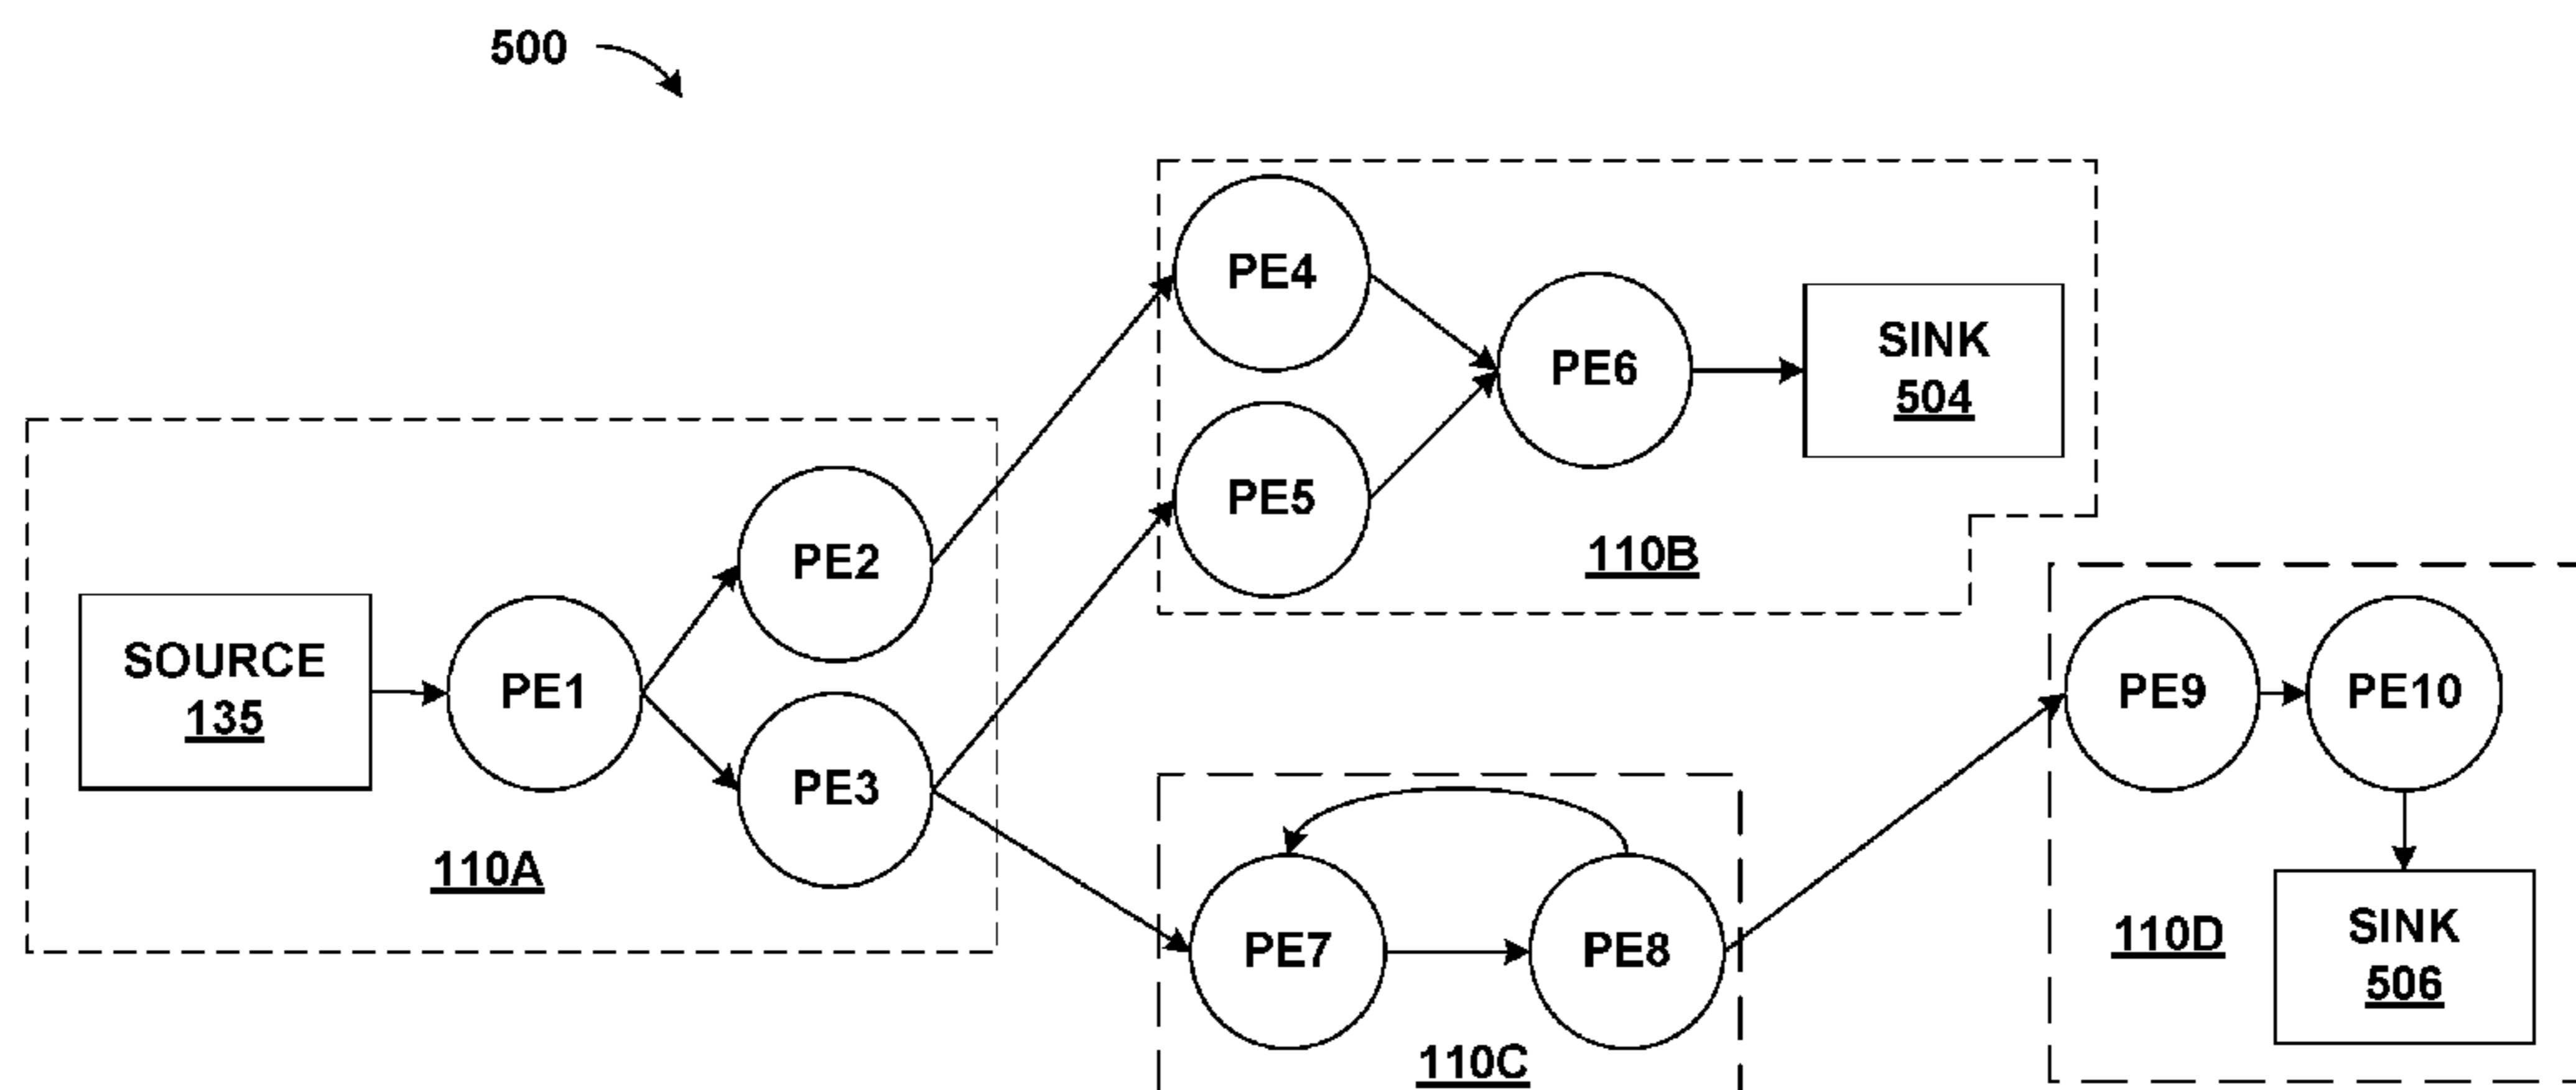 500
PE4
PE6
SINK
504
PE5
110B
PE2
SOURCE
135
PE1
PE3
110A
PE9
PE10
PE7
PE8
110C
110D
SINK
506